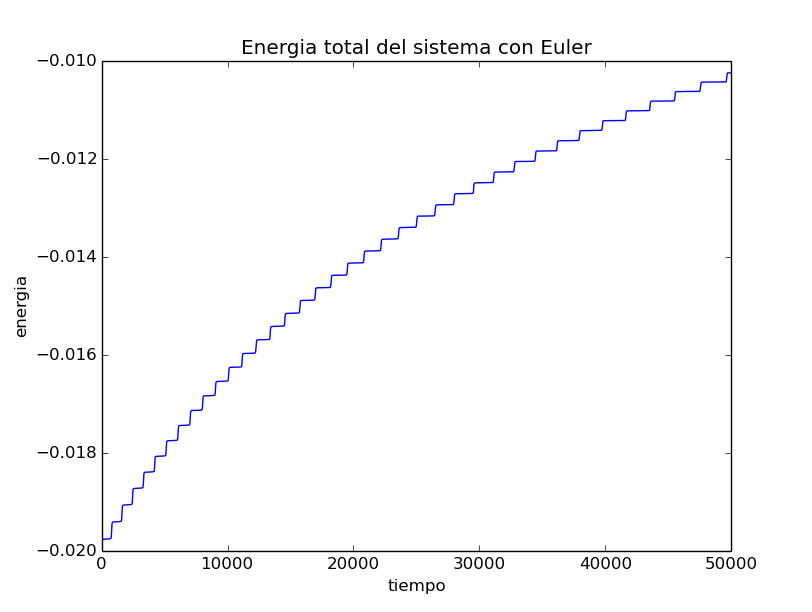 Energia total del sistema con Euler
−0.010
−0.012
−0.014
−0.016
−0.018
−0.020
energia
0 10000 20000 30000 40000 50000
tiempo